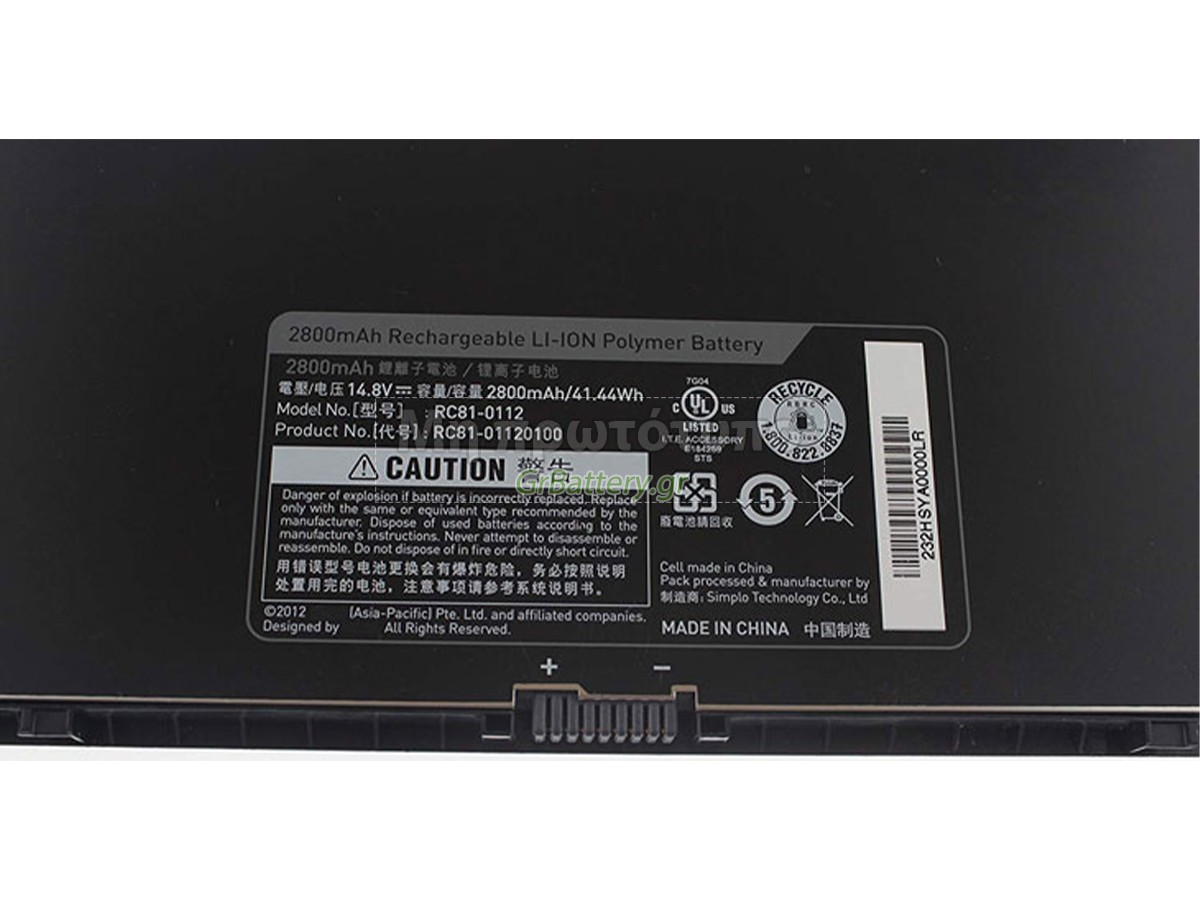 2800mAh Rechargeable LI-ION Polymer Battery
2800mAh 鋰離子電池 / 锂离子电池
電壓/电压 14.8V 容量/容量 2800mAh/41.44Wh
Model No.[型号] : RC81-0112
Product No.[代号] : RC81-01120100
CAUTION 警告
Danger of explosion if battery is incorrectly replaced. Replace
only with the same or equivalent type recommended by the
manufacturer. Dispose of used batteries according to the
manufacture's instructions. Never attempt to disassemble or
reassemble. Do not dispose of in fire or directly short circuit.
用错误型号电池更换会有爆炸危险, 务必按照说明
处置用完的电池, 注意事项请参考系统说明书。
©2012 (Asia-Pacific) Pte. Ltd. and affiliated companies.
Designed by All Rights Reserved.
7G04
C UL US
LISTED
I.T.E. ACCESSORY
E184269
STS
RECYCLE
RBRC
Li-ion
1.800.822.8837
廢電池請回收
5
Cell made in China
Pack processed & manufacturer by
制造商: Simplo Technology Co., Ltd
MADE IN CHINA 中国制造
232HSYA0000LR
+ −
GrBattery.gr